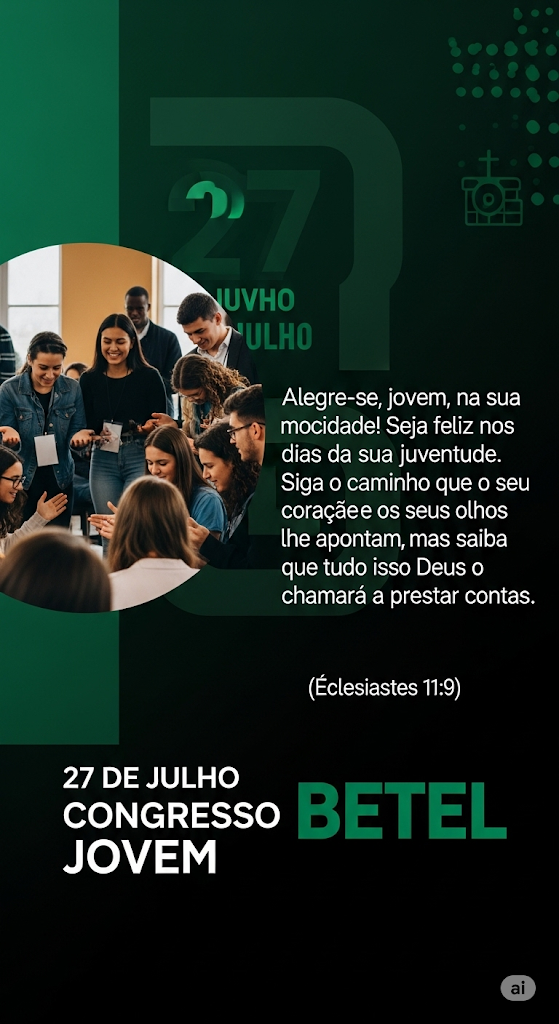 27
JUVHO
JULHO
Alegre-se, jovem, na sua
mocidade! Seja feliz nos
dias da sua juventude.
Siga o caminho que o seu
coraçãee os seus olhos
lhe apontam, mas saiba
que tudo isso Deus o
chamará a prestar contas.
(Éclesiastes 11:9)
27 DE JULHO
CONGRESSO
JOVEM
BETEL
ai